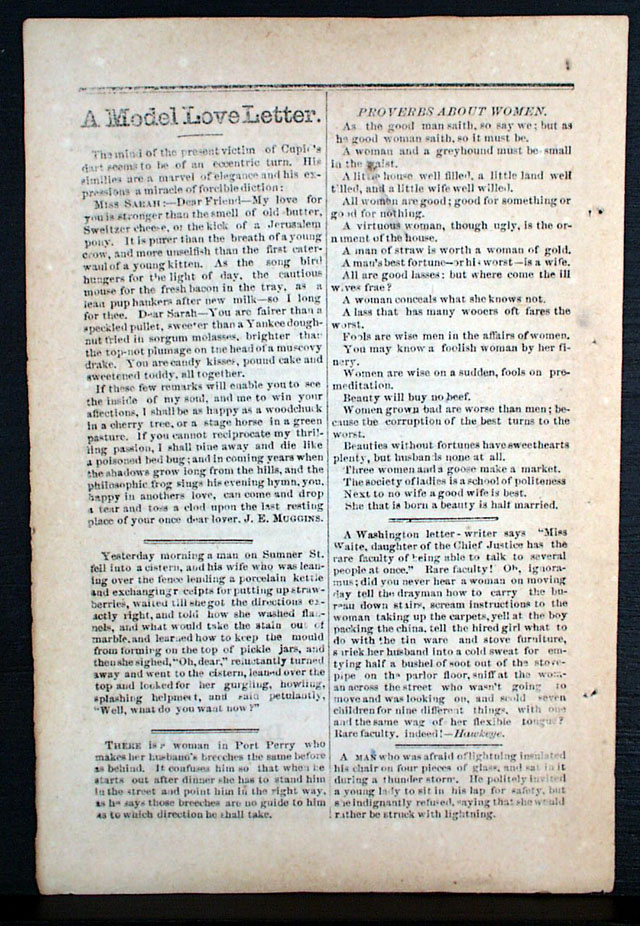 A Model Love Letter.
The mind of the present victim of Cupic's
dart seems to be of an eccentric turn. His
similies are a marvel of elegance and his ex-
pressions a miracle of forcible diction:
MISS SARAH:—Dear Friend—My love for
you is stronger than the smell of old butter,
Sweitzer cheese, or the kick of a Jerusalem
pony. It is purer than the breath of a young
crow, and more unselfish than the first cater-
waul of a young kitten. As the song bird
hungers for the light of day, the cautious
mouse for the fresh bacon in the tray, as a
lean pup hankers after new milk—so I long
for thee. Dear Sarah—You are fairer than a
speckled pullet, sweeter than a Yankee dough-
nut fried in sorgum molasses, brighter than
the top-not plumage on the head of a muscovy
drake. You are candy kisses, pound cake and
sweetened toddy, all together.
If these few remarks will enable you to see
the inside of my soul, and me to win your
affections, I shall be as happy as a woodchuck
in a cherry tree, or a stage horse in a green
pasture. If you cannot reciprocate my thril-
ling passion, I shall pine away and die like
a poisoned bed bug; and in coming years when
the shadows grow long from the hills, and the
philosophic frog sings his evening hymn, you,
happy in anothers love, can come and drop
a tear and toss a clod upon the last resting
place of your once dear lover. J. E. MUGGINS.
Yesterday morning a man on Sumner St.
fell into a cistern, and his wife who was lean-
ing over the fence lending a porcelain kettle
and exchanging receipts for putting up straw-
berries, waited till she got the directions ex-
actly right, and told how she washed flan-
nels, and what would take the stain out of
marble, and learned how to keep the mould
from forming on the top of pickle jars, and
then she sighed, "Oh, dear," reluctantly turned
away and went to the cistern, leaned over the
top and looked for her gurgling, howling,
splashing helpmeet, and said petulantly,
"Well, what do you want now?"
THERE is a woman in Port Perry who
makes her husband's breeches the same before
as behind. It confuses him so that when he
starts out after dinner she has to stand him
in the street and point him in the right way,
as he says those breeches are no guide to him
as to which direction he shall take.
PROVERBS ABOUT WOMEN.
As the good man saith, so say we; but as
he good woman saith, so it must be.
A woman and a greyhound must be small
in the waist.
A little house well filled, a little land well
t'lled, and a little wife well willed.
All women are good; good for something or
good for nothing.
A virtuous woman, though ugly, is the or-
nament of the house.
A man of straw is worth a woman of gold.
A man's best fortune—or his worst—is a wife.
All are good lasses; but where come the ill
wives frae?
A woman conceals what she knows not.
A lass that has many wooers oft fares the
worst.
Fools are wise men in the affairs of women.
You may know a foolish woman by her fi-
nery.
Women are wise on a sudden, fools on pre-
meditation.
Beauty will buy no beef.
Women grown bad are worse than men; be-
cause the corruption of the best turns to the
worst.
Beauties without fortunes have sweethearts
plenty, but husbands none at all.
Three women and a goose make a market.
The society of ladies is a school of politeness
Next to no wife a good wife is best.
She that is born a beauty is half married.
A Washington letter-writer says "Miss
Waite, daughter of the Chief Justice has the
rare faculty of being able to talk to several
people at once." Rare faculty! Oh, ignora-
mus; did you never hear a woman on moving
day tell the drayman how to carry the bu-
reau down stairs, scream instructions to the
woman taking up the carpets, yell at the boy
packing the china, tell the hired girl what to
do with the tin ware and stove furniture,
shriek her husband into a cold sweat for em-
tying half a bushel of soot out of the stove-
pipe on the parlor floor, sniff at the wom-
an across the street who wasn't going to
move and was looking on, and scold seven
children for nine different things, with one
and the same wag of her flexible tongue?
Rare faculty, indeed!—Hawkeye.
A MAN who was afraid of lightning insulated
his chair on four pieces of glass, and sat in it
during a thunder storm. He politely invited
a young lady to sit in his lap for safety, but
she indignantly refused, saying that she would
rather be struck with lightning.